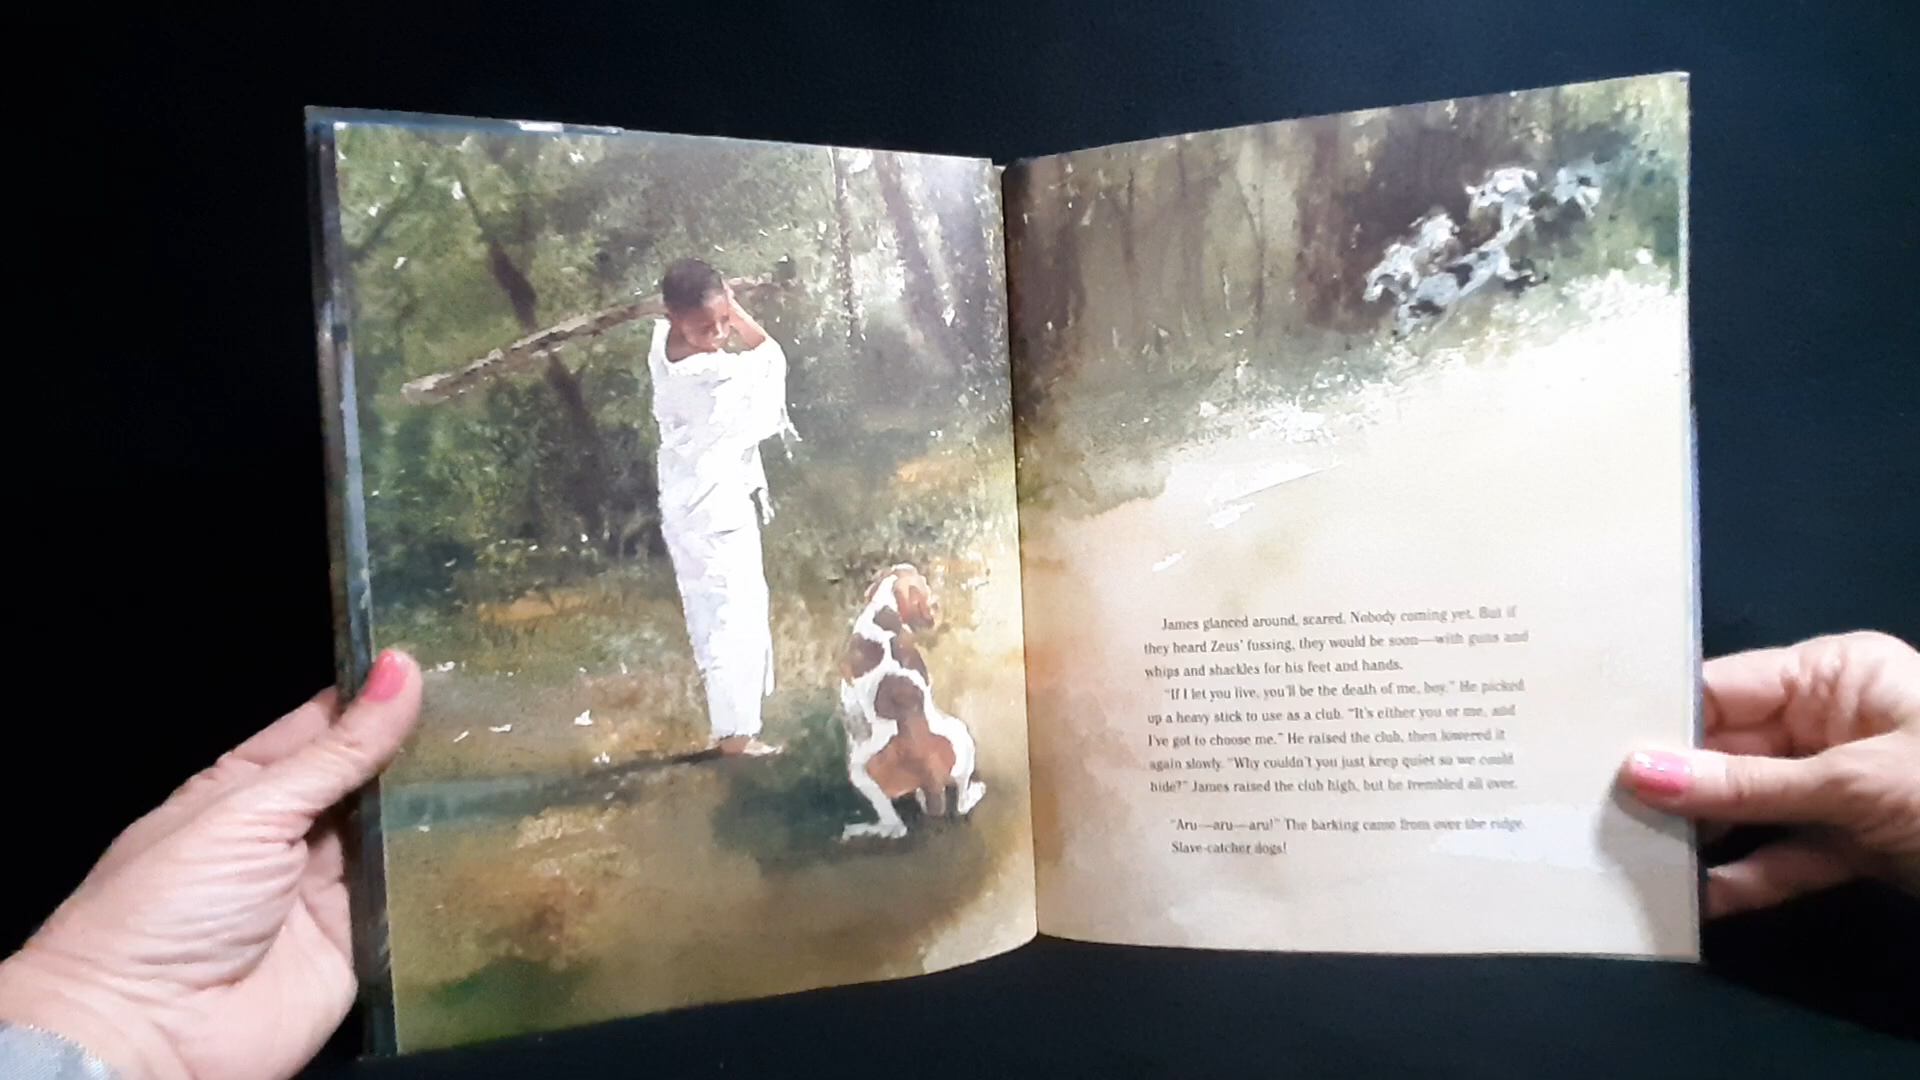 James glanced around, scared. Nobody coming yet. But if
they heard Zeus' fussing, they would be soon—with guns and
whips and shackles for his feet and hands.
"If I let you live, you'll be the death of me, boy." He picked
up a heavy stick to use as a club. "It's either you or me, and
I've got to choose me." He raised the club, then lowered it
again slowly. "Why couldn't you just keep quiet so we could
hide?" James raised the club high, but he trembled all over.
"Aru—aru—aru!" The barking came from over the ridge.
Slave-catcher dogs!